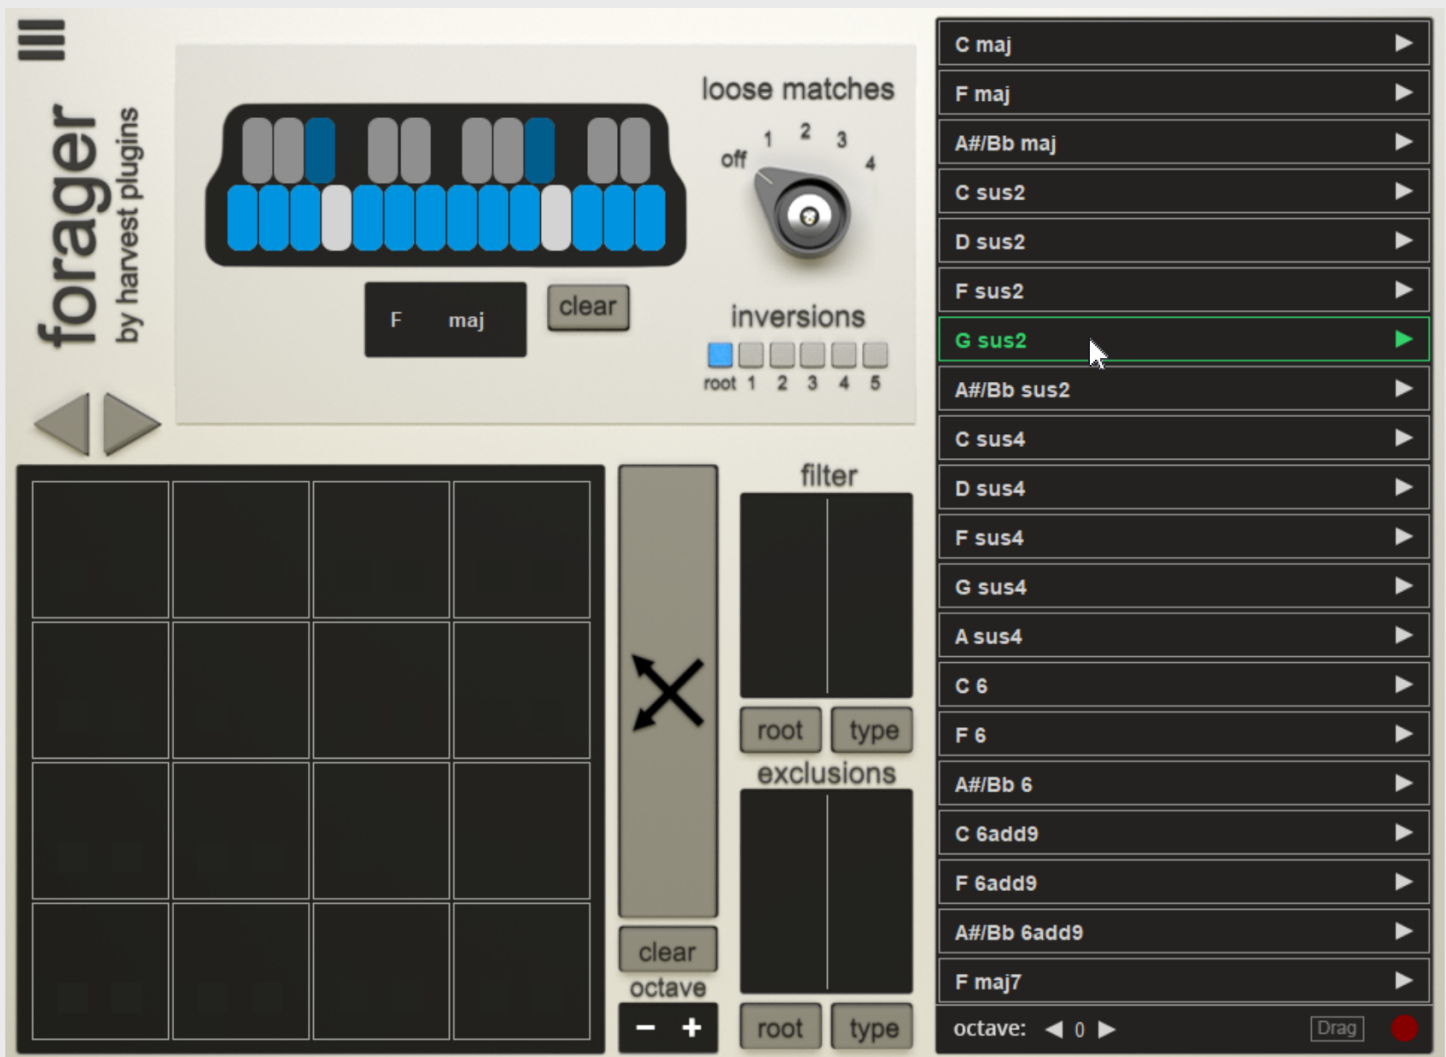 forager
by harvest plugins
loose matches
off 1 2 3 4
F maj
clear
inversions
root 1 2 3 4 5
filter
root type
exclusions
root type
clear
octave
- +
C maj
F maj
A#/Bb maj
C sus2
D sus2
F sus2
G sus2
A#/Bb sus2
C sus4
D sus4
F sus4
G sus4
A sus4
C 6
F 6
A#/Bb 6
C 6add9
F 6add9
A#/Bb 6add9
F maj7
octave: 0 Drag